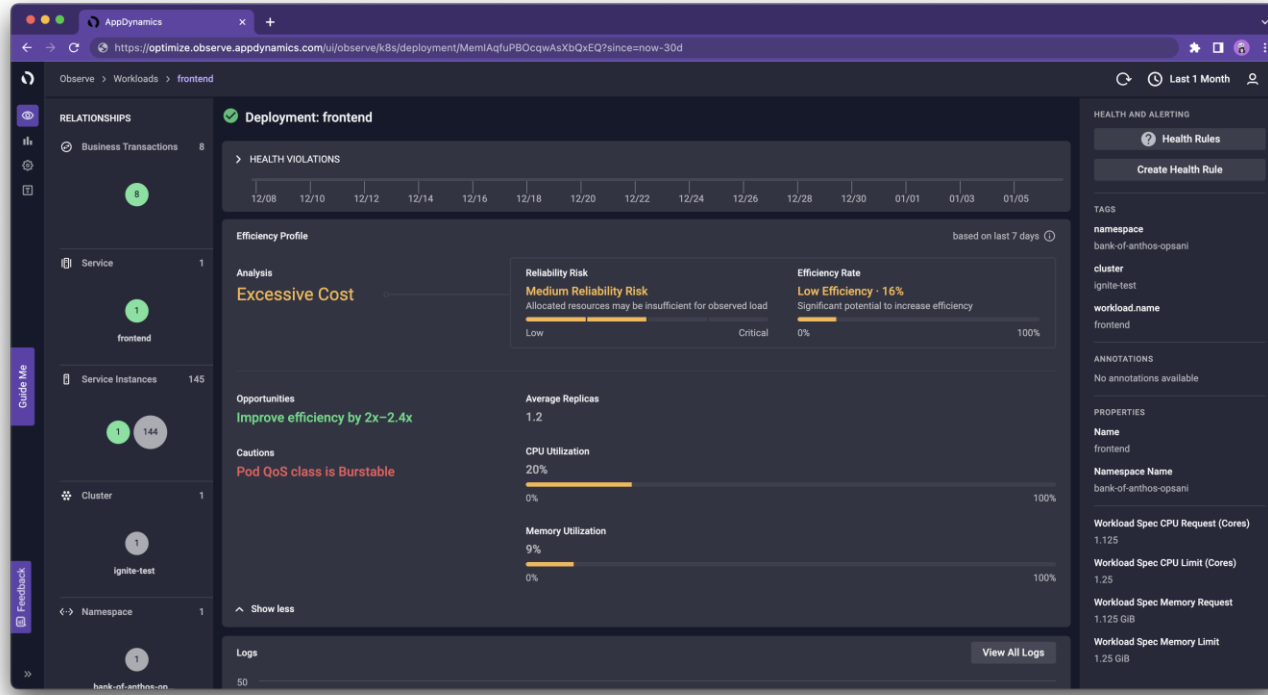 AppDynamics
https://optimize.observe.appdynamics.com/ui/observe/k8s/deployment/MemIAqfuPBOcqwAsXbQxEQ?since=now-30d
Observe > Workloads > frontend
Last 1 Month
RELATIONSHIPS
Business Transactions 8
8
Service 1
1
frontend
Service Instances 145
1 144
Cluster 1
1
ignite-test
Namespace 1
1
bank-of-anthos-op...
Guide Me
Feedback
Deployment: frontend
HEALTH VIOLATIONS
12/08 12/10 12/12 12/14 12/16 12/18 12/20 12/22 12/24 12/26 12/28 12/30 01/01 01/03 01/05
Efficiency Profile
based on last 7 days
Analysis
Excessive Cost
Reliability Risk
Medium Reliability Risk
Allocated resources may be insufficient for observed load
Low Critical
Efficiency Rate
Low Efficiency · 16%
Significant potential to increase efficiency
0% 100%
Opportunities
Improve efficiency by 2x–2.4x
Cautions
Pod QoS class is Burstable
Average Replicas
1.2
CPU Utilization
20%
0% 100%
Memory Utilization
9%
0% 100%
Show less
Logs
View All Logs
50
HEALTH AND ALERTING
Health Rules
Create Health Rule
TAGS
namespace
bank-of-anthos-opsani
cluster
ignite-test
workload.name
frontend
ANNOTATIONS
No annotations available
PROPERTIES
Name
frontend
Namespace Name
bank-of-anthos-opsani
Workload Spec CPU Request (Cores)
1.125
Workload Spec CPU Limit (Cores)
1.25
Workload Spec Memory Request
1.125 GiB
Workload Spec Memory Limit
1.25 GiB